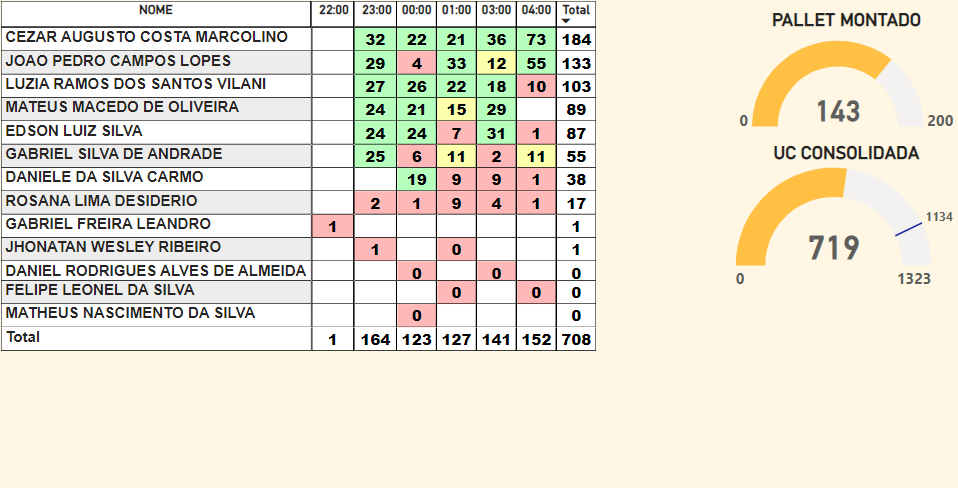 NOME 22:00 23:00 00:00 01:00 03:00 04:00 Total
CEZAR AUGUSTO COSTA MARCOLINO 32 22 21 36 73 184
JOAO PEDRO CAMPOS LOPES 29 4 33 12 55 133
LUZIA RAMOS DOS SANTOS VILANI 27 26 22 18 10 103
MATEUS MACEDO DE OLIVEIRA 24 21 15 29 89
EDSON LUIZ SILVA 24 24 7 31 1 87
GABRIEL SILVA DE ANDRADE 25 6 11 2 11 55
DANIELE DA SILVA CARMO 19 9 9 1 38
ROSANA LIMA DESIDERIO 2 1 9 4 1 17
GABRIEL FREIRA LEANDRO 1 1
JHONATAN WESLEY RIBEIRO 1 0 1
DANIEL RODRIGUES ALVES DE ALMEIDA 0 0 0
FELIPE LEONEL DA SILVA 0 0 0
MATHEUS NASCIMENTO DA SILVA 0 0
Total 1 164 123 127 141 152 708
PALLET MONTADO
143
0 200
UC CONSOLIDADA
1134
719
0 1323